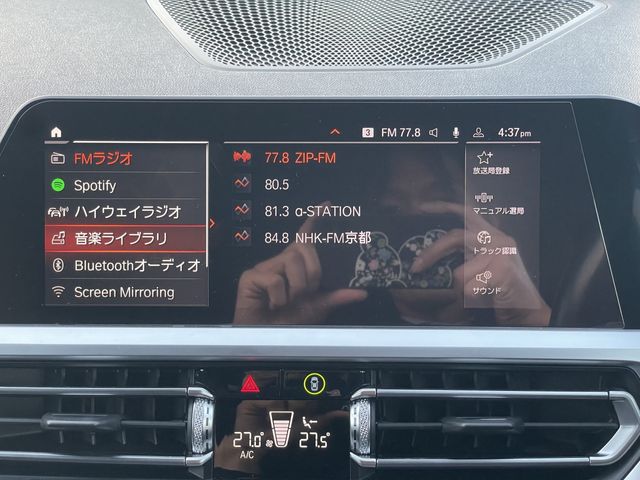 3 FM 77.8 4:37pm
FMラジオ
Spotify
ハイウェイラジオ
音楽ライブラリ
Bluetoothオーディオ
Screen Mirroring
77.8 ZIP-FM
80.5
81.3 α-STATION
84.8 NHK-FM京都
放送局登録
マニュアル選局
トラック認識
サウンド
27.0 27.5
A/C